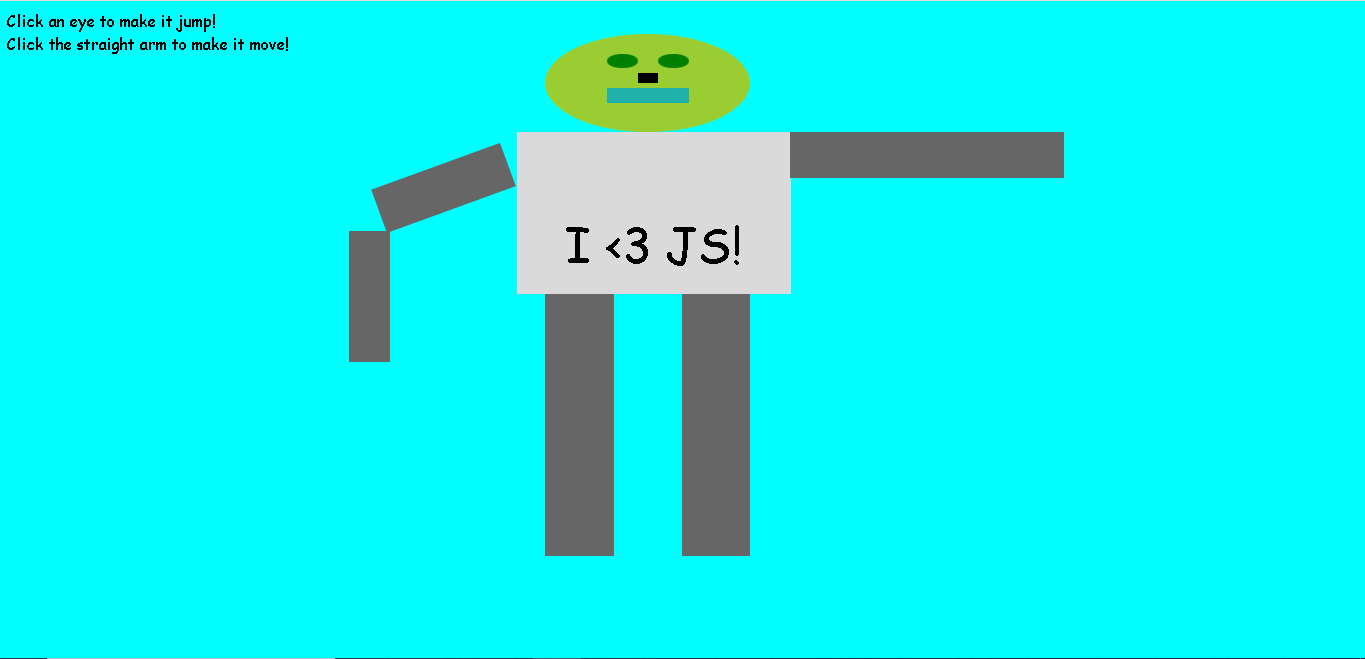 Click an eye to make it jump!
Click the straight arm to make it move!
I <3 JS!